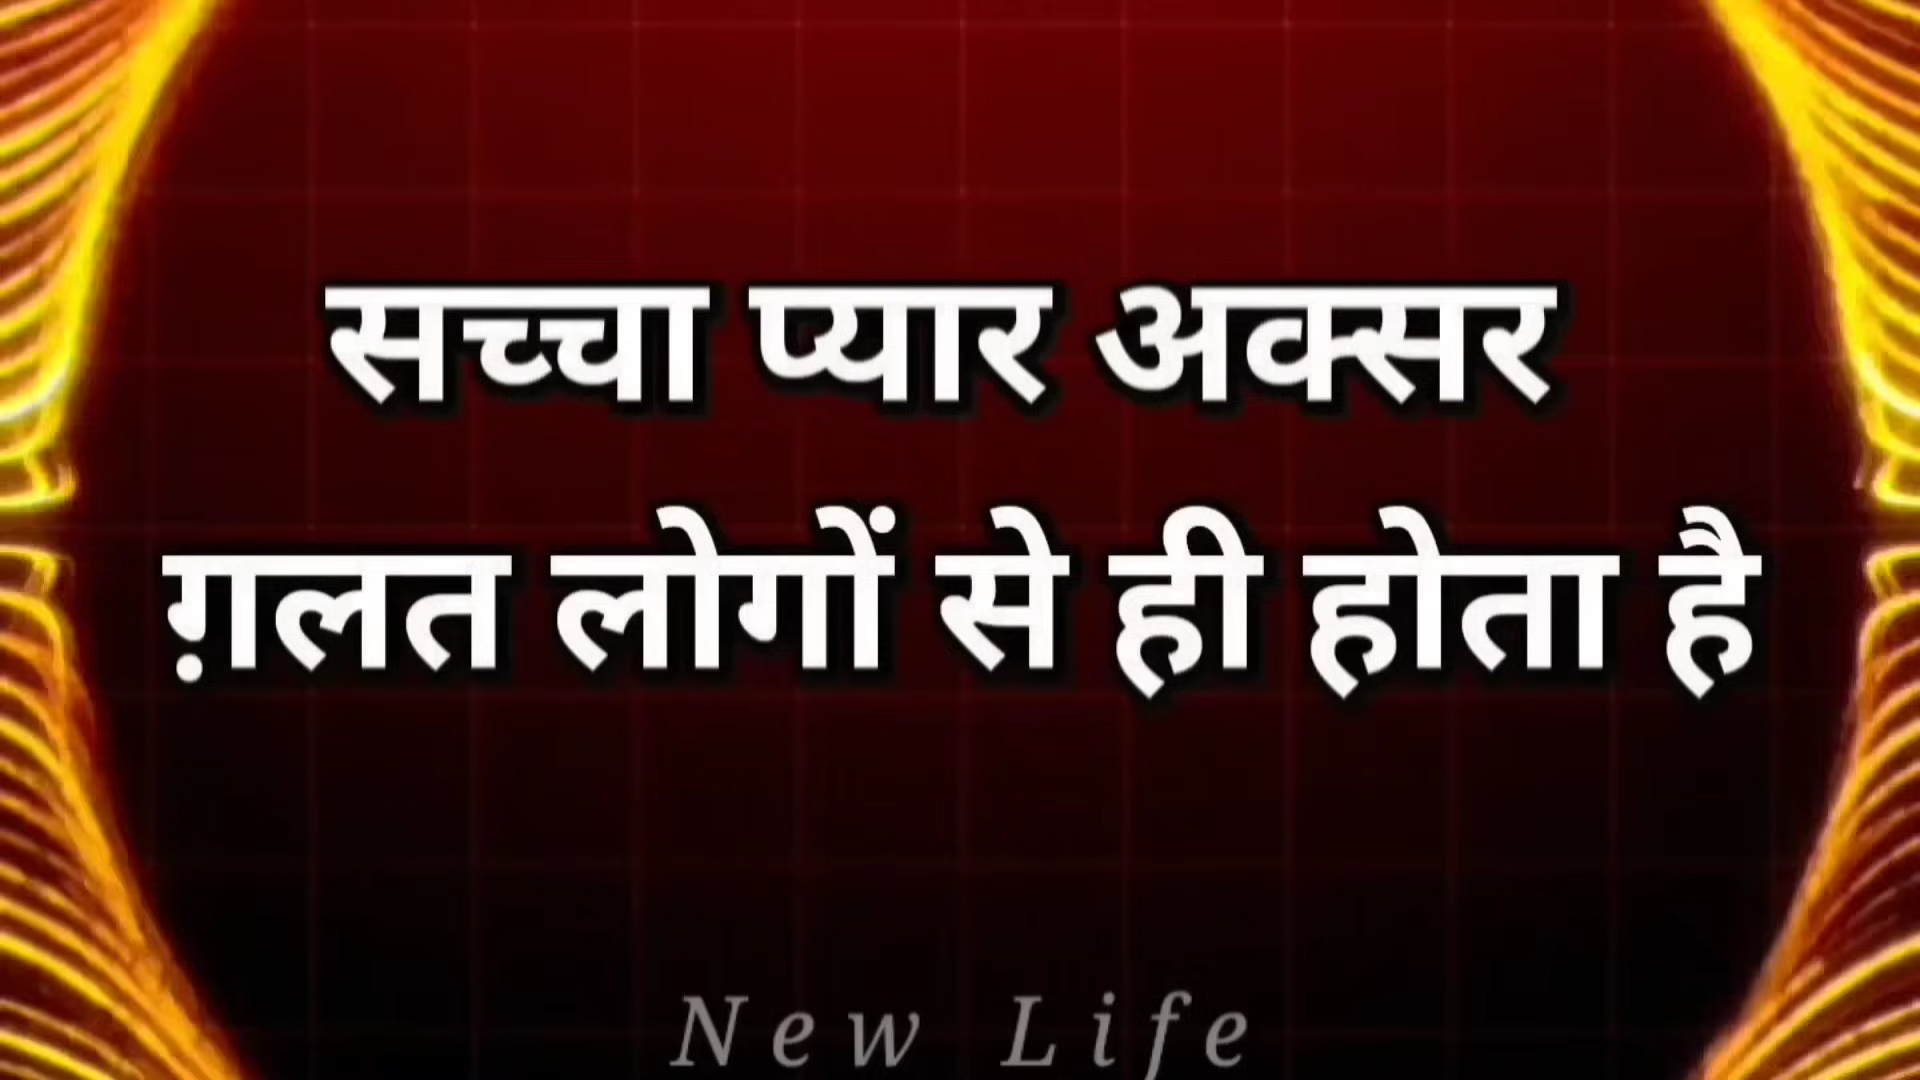 सच्चा प्यार अक्सर
ग़लत लोगों से ही होता है
New Life